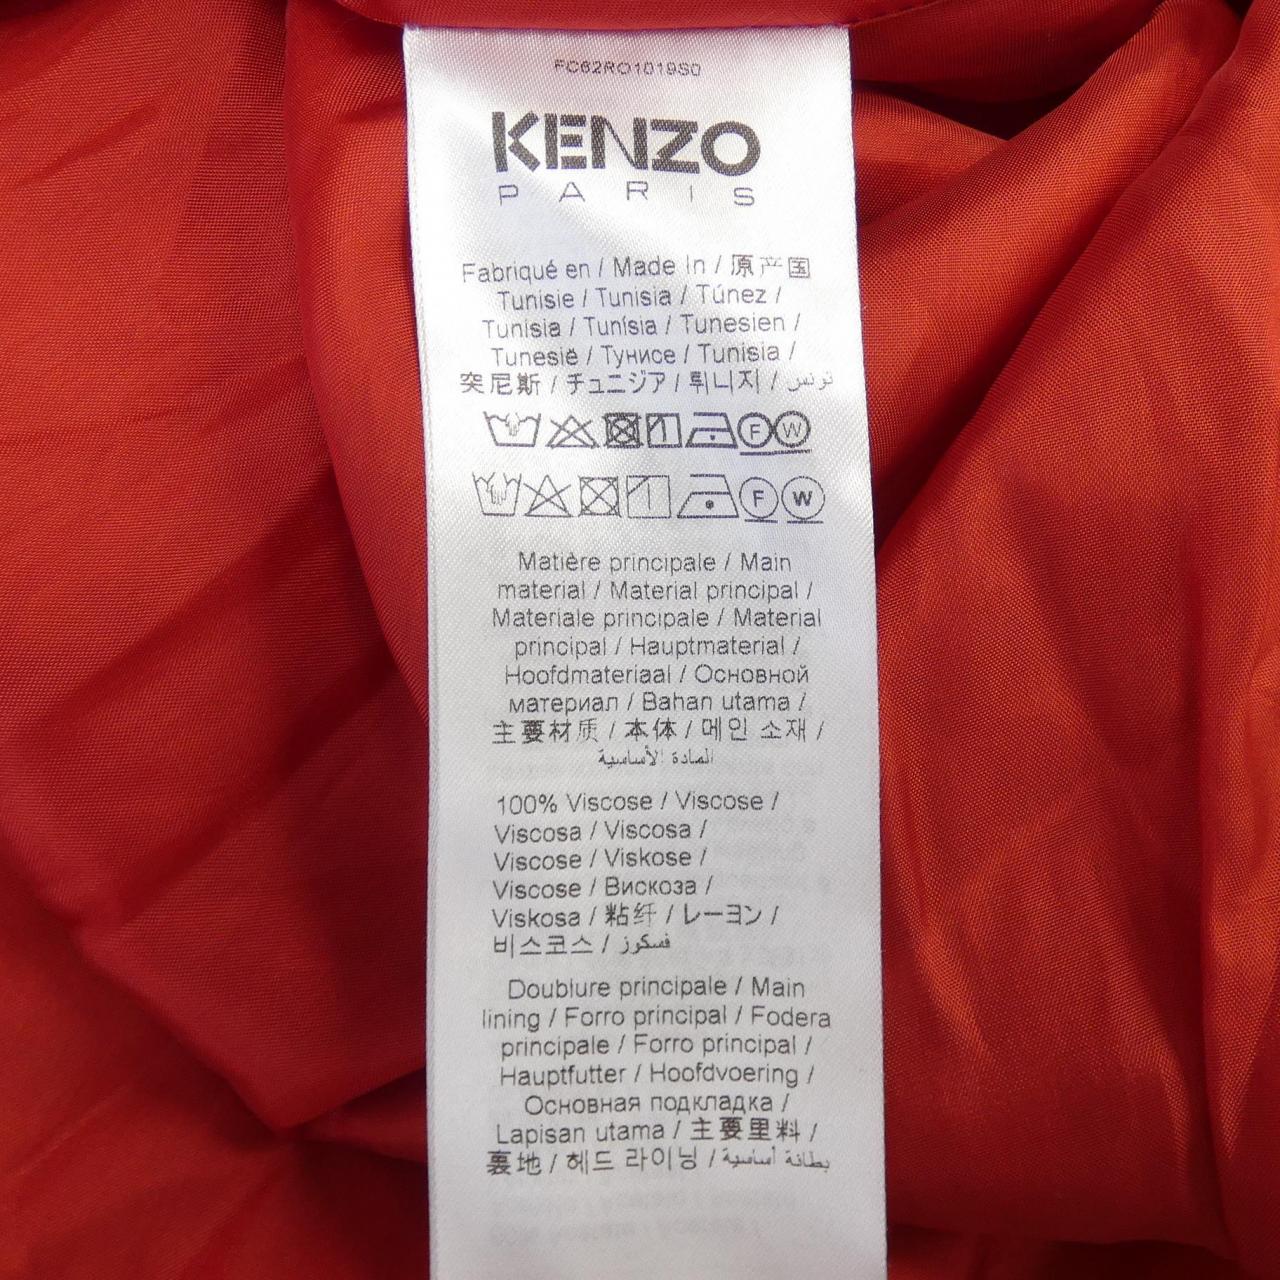 FC62RO1019S0
KENZO
PARIS
Fabriqué en / Made In / 原产国
Tunisie / Tunisia / Túnez /
Tunisia / Tunísia / Tunesien /
Tunesië / Тунисе / Tunisia /
突尼斯 / チュニジア / 튀니지 / تونس
F W
F W
Matière principale / Main
material / Material principal /
Materiale principale / Material
principal / Hauptmaterial /
Hoofdmateriaal / Основной
материал / Bahan utama /
主要材质 / 本体 / 메인 소재 /
المادة الأساسية
100% Viscose / Viscose /
Viscosa / Viscosa /
Viscose / Viskose /
Viscose / Вискоза /
Viskosa / 粘纤 / レーヨン /
비스코스 / فسكوز
Doublure principale / Main
lining / Forro principal / Fodera
principale / Forro principal /
Hauptfutter / Hoofdvoering /
Основная подкладка /
Lapisan utama / 主要里料 /
裏地 / 헤드 라이닝 / بطانة أساسية